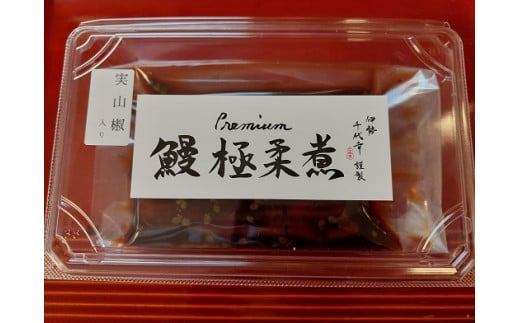 実山椒
入り
Premium
鰻極柔煮
伊勢
千代幸謹製